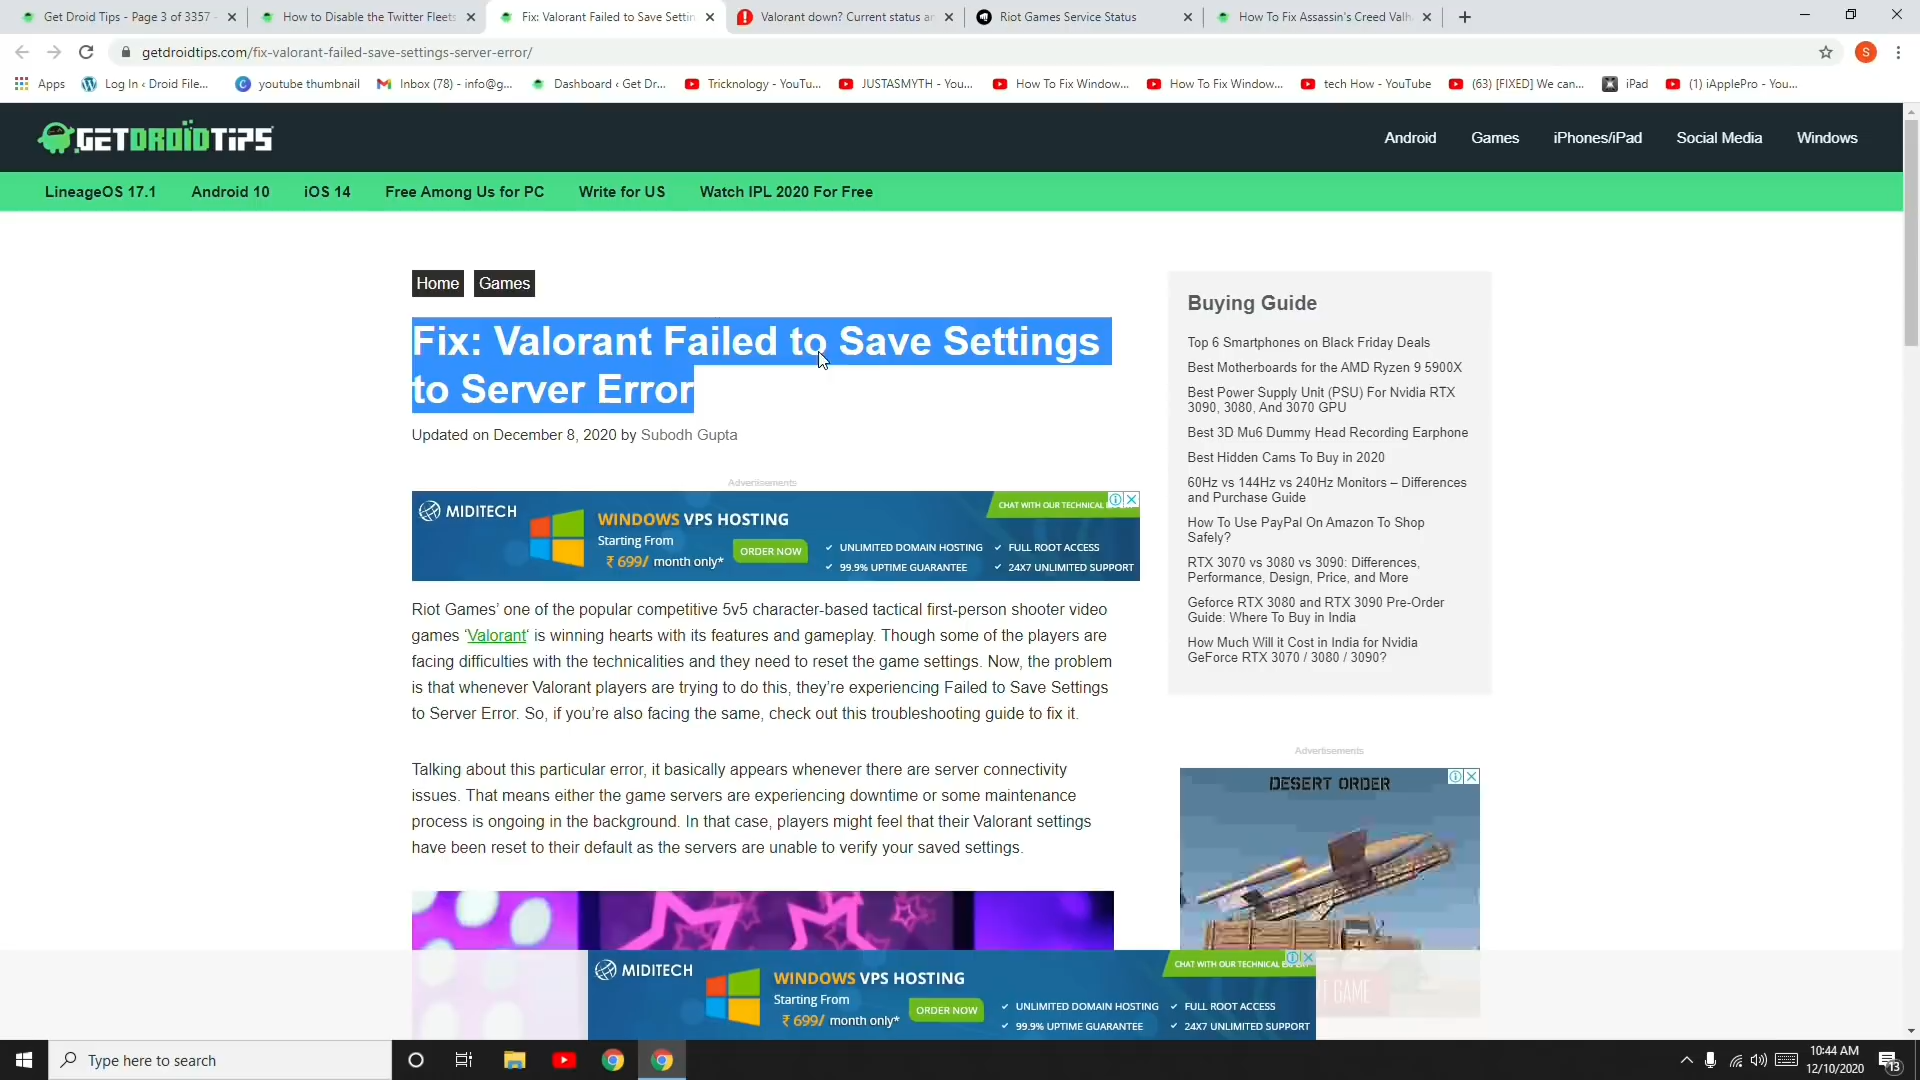 Get Droid Tips - Page 3 of 3357 -
How to Disable the Twitter Fleets
Fix: Valorant Failed to Save Settin
Valorant down? Current status an
Riot Games Service Status
How To Fix Assassin's Creed Valh
getdroidtips.com/fix-valorant-failed-save-settings-server-error/
S
Apps
Log In ‹ Droid File...
youtube thumbnail
Inbox (78) - info@g...
Dashboard ‹ Get Dr...
Tricknology - YouTu...
JUSTASMYTH - You...
How To Fix Window...
How To Fix Window...
tech How - YouTube
(63) [FIXED] We can...
iPad
(1) iApplePro - You...
GETDROIDTIPS
Android
Games
iPhones/iPad
Social Media
Windows
LineageOS 17.1
Android 10
iOS 14
Free Among Us for PC
Write for US
Watch IPL 2020 For Free
Home
Games
Fix: Valorant Failed to Save Settings
to Server Error
Updated on December 8, 2020 by Subodh Gupta
Advertisements
MIDITECH
WINDOWS VPS HOSTING
Starting From
₹ 699/ month only*
ORDER NOW
CHAT WITH OUR TECHNICAL
✓ UNLIMITED DOMAIN HOSTING ✓ FULL ROOT ACCESS
✓ 99.9% UPTIME GUARANTEE ✓ 24X7 UNLIMITED SUPPORT
Riot Games’ one of the popular competitive 5v5 character-based tactical first-person shooter video
games ‘Valorant‘ is winning hearts with its features and gameplay. Though some of the players are
facing difficulties with the technicalities and they need to reset the game settings. Now, the problem
is that whenever Valorant players are trying to do this, they’re experiencing Failed to Save Settings
to Server Error. So, if you’re also facing the same, check out this troubleshooting guide to fix it.
Talking about this particular error, it basically appears whenever there are server connectivity
issues. That means either the game servers are experiencing downtime or some maintenance
process is ongoing in the background. In that case, players might feel that their Valorant settings
have been reset to their default as the servers are unable to verify your saved settings.
Buying Guide
Top 6 Smartphones on Black Friday Deals
Best Motherboards for the AMD Ryzen 9 5900X
Best Power Supply Unit (PSU) For Nvidia RTX
3090, 3080, And 3070 GPU
Best 3D Mu6 Dummy Head Recording Earphone
Best Hidden Cams To Buy in 2020
60Hz vs 144Hz vs 240Hz Monitors – Differences
and Purchase Guide
How To Use PayPal On Amazon To Shop
Safely?
RTX 3070 vs 3080 vs 3090: Differences,
Performance, Design, Price, and More
Geforce RTX 3080 and RTX 3090 Pre-Order
Guide: Where To Buy in India
How Much Will it Cost in India for Nvidia
GeForce RTX 3070 / 3080 / 3090?
Advertisements
DESERT ORDER
GAME
MIDITECH
WINDOWS VPS HOSTING
Starting From
₹ 699/ month only*
ORDER NOW
CHAT WITH OUR TECHNICAL
✓ UNLIMITED DOMAIN HOSTING ✓ FULL ROOT ACCESS
✓ 99.9% UPTIME GUARANTEE ✓ 24X7 UNLIMITED SUPPORT
Type here to search
10:44 AM
12/10/2020
13